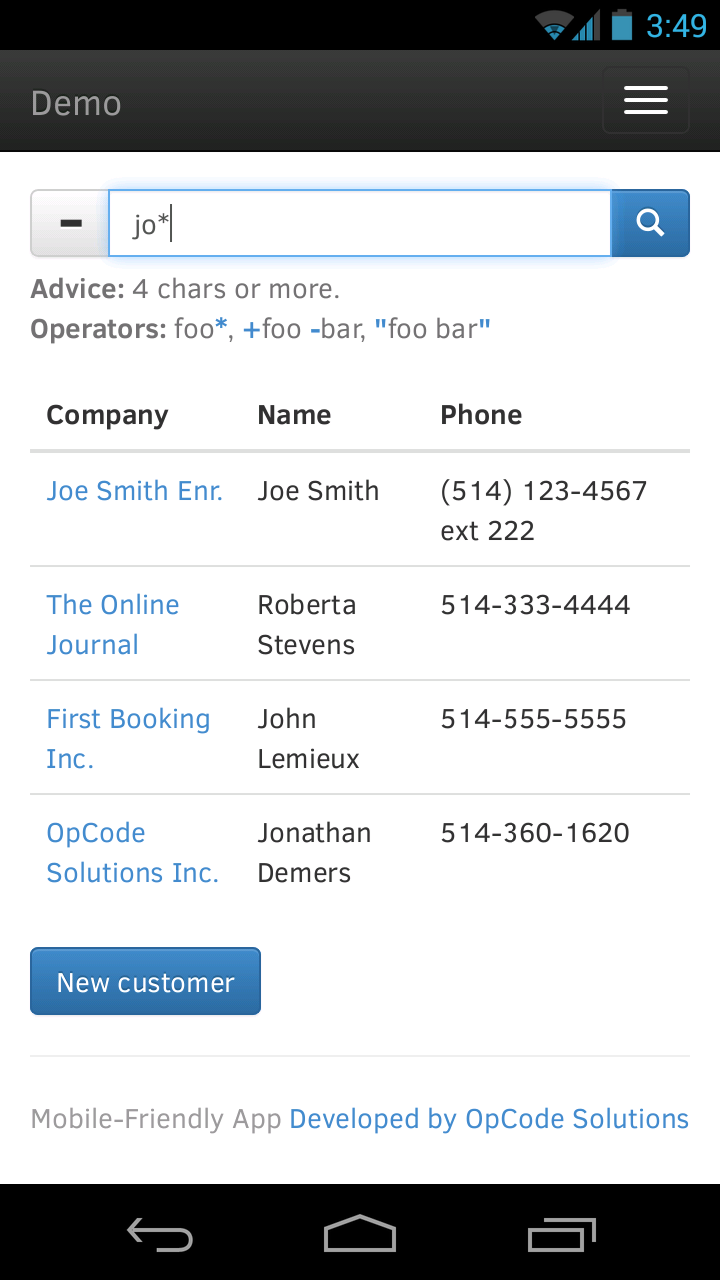 3:49
Demo
jo*
Advice: 4 chars or more.
Operators: foo*, +foo -bar, "foo bar"
Company Name Phone
Joe Smith Enr. Joe Smith (514) 123-4567
ext 222
The Online Roberta 514-333-4444
Journal Stevens
First Booking John 514-555-5555
Inc. Lemieux
OpCode Jonathan 514-360-1620
Solutions Inc. Demers
New customer
Mobile-Friendly App Developed by OpCode Solutions